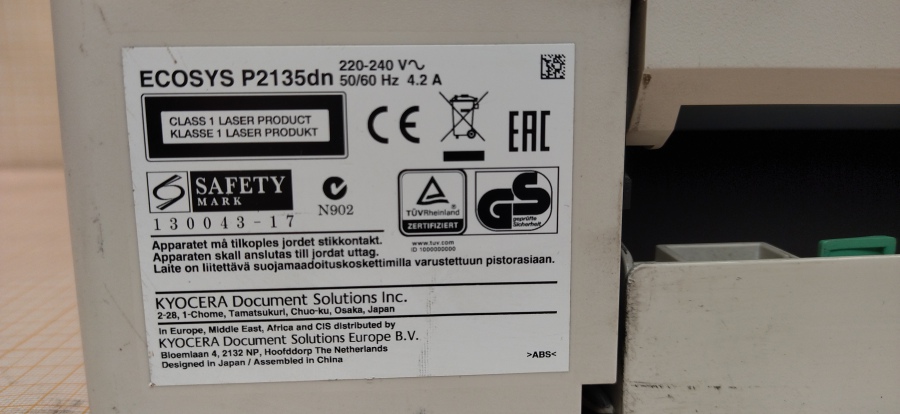 ECOSYS P2135dn 220-240 V～
50/60 Hz 4.2 A
CLASS 1 LASER PRODUCT
KLASSE 1 LASER PRODUKT
CE
EAC
S SAFETY
MARK
130043-17
N902
TÜVRheinland
ZERTIFIZIERT
GS
geprüfte
Sicherheit
www.tuv.com
ID 1000000000
Apparatet må tilkoples jordet stikkontakt.
Apparaten skall anslutas till jordat uttag.
Laite on liitettävä suojamaadoituskoskettimilla varustettuun pistorasiaan.
KYOCERA Document Solutions Inc.
2-28, 1-Chome, Tamatsukuri, Chuo-ku, Osaka, Japan
In Europe, Middle East, Africa and CIS distributed by
KYOCERA Document Solutions Europe B.V.
Bloemlaan 4, 2132 NP, Hoofddorp The Netherlands
Designed in Japan / Assembled in China
>ABS<